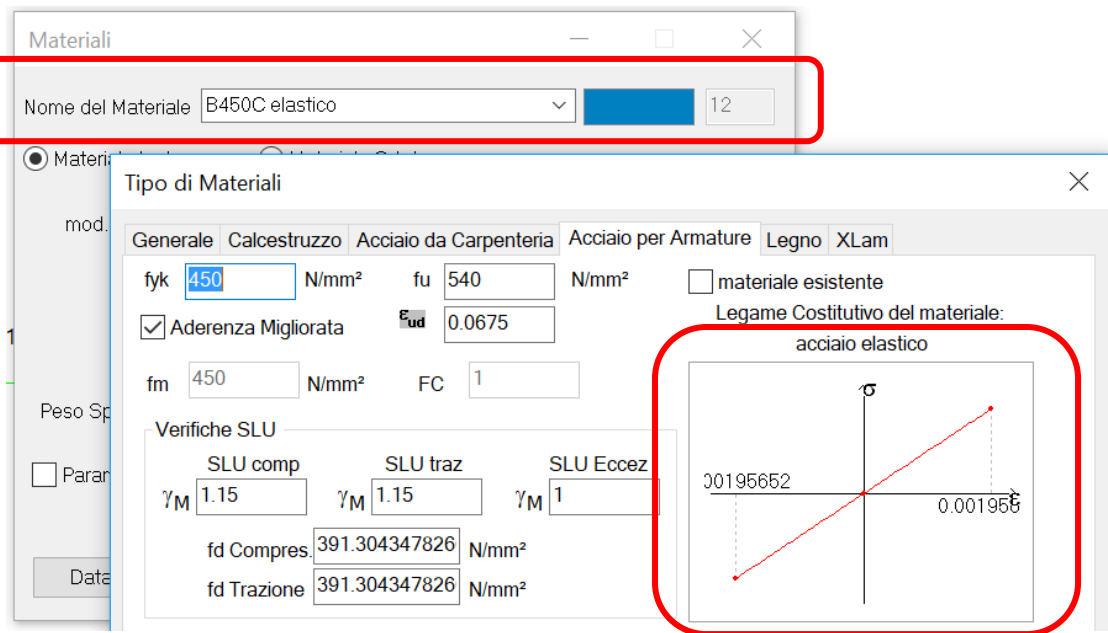 Materiali
Nome del Materiale B450C elastico 12
Tipo di Materiali
mod.
Generale Calcestruzzo Acciaio da Carpenteria Acciaio per Armature Legno XLam
fyk 450 N/mm² fu 540 N/mm² materiale esistente
Aderenza Migliorata εud 0.0675 Legame Costitutivo del materiale:
acciaio elastico
1
fm 450 N/mm² FC 1
σ
Peso Sp
Verifiche SLU
SLU comp SLU traz SLU Eccez
Parar
γM 1.15 γM 1.15 γM 1
00195652
0.001956 ε
fd Compres. 391.304347826 N/mm²
Data
fd Trazione 391.304347826 N/mm²